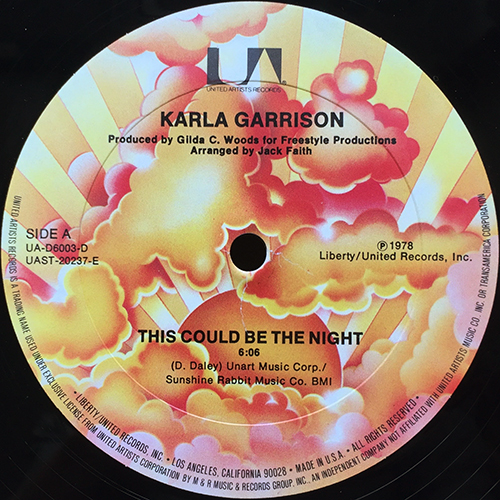 UA
UNITED ARTISTS RECORDS
KARLA GARRISON
Produced by Gilda C. Woods for Freestyle Productions
Arranged by Jack Faith
SIDE A
UA-D6003-D
UAST-20237-E
℗ 1978
Liberty/United Records, Inc.
THIS COULD BE THE NIGHT
6:06
(D. Daley) Unart Music Corp./
Sunshine Rabbit Music Co. BMI
UNITED ARTISTS RECORDS IS A TRADING NAME USED UNDER EXCLUSIVE LICENSE FROM UNITED ARTISTS CORPORATION BY M & R MUSIC & RECORDS GROUP, INC., AN INDEPENDENT COMPANY NOT AFFILIATED WITH UNITED ARTISTS MUSIC CO. INC. OR TRANSAMERICA CORPORATION
• LIBERTY/UNITED RECORDS, INC. • LOS ANGELES, CALIFORNIA 90028 • MADE IN U.S.A. • ALL RIGHTS RESERVED •